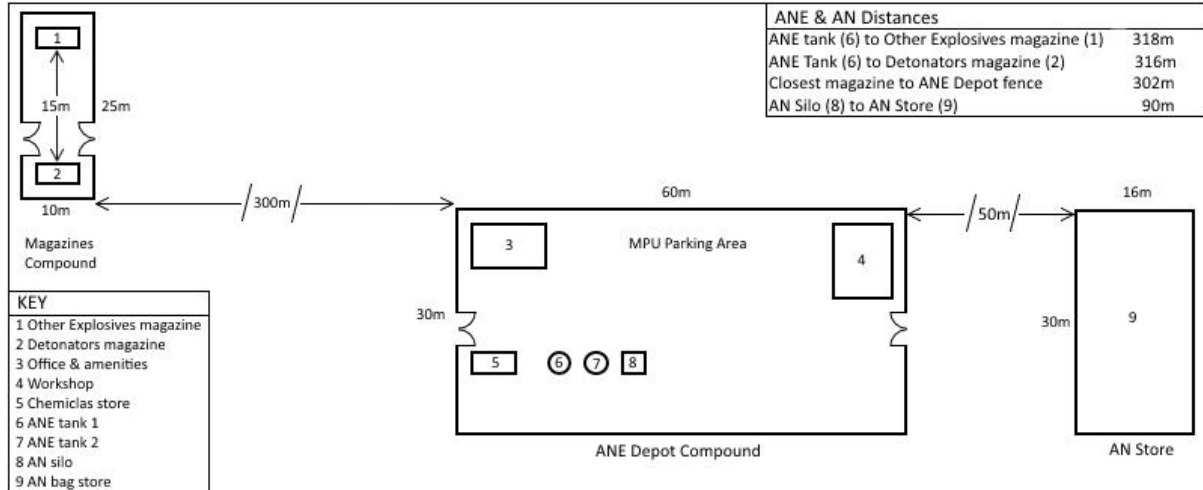 1
15m
25m
2
10m
Magazines
Compound
300m
60m
50m
16m
3
MPU Parking Area
4
30m
5
6
7
8
30m
9
ANE Depot Compound
AN Store
ANE & AN Distances
ANE tank (6) to Other Explosives magazine (1) 318m
ANE Tank (6) to Detonators magazine (2) 316m
Closest magazine to ANE Depot fence 302m
AN Silo (8) to AN Store (9) 90m
KEY
1 Other Explosives magazine
2 Detonators magazine
3 Office & amenities
4 Workshop
5 Chemiclas store
6 ANE tank 1
7 ANE tank 2
8 AN silo
9 AN bag store